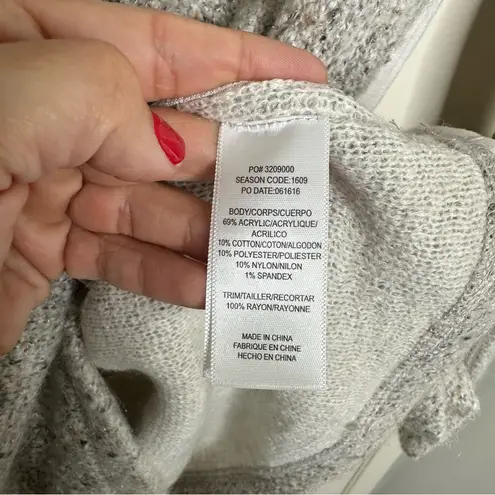 PO# 3209000
SEASON CODE:1609
PO DATE:061616
BODY/CORPS/CUERPO
69% ACRYLIC/ACRYLIQUE/
ACRILICO
10% COTTON/COTON/ALGODON
10% POLYESTER/POLIESTER
10% NYLON/NILON
1% SPANDEX
TRIM/TAILLER/RECORTAR
100% RAYON/RAYONNE
MADE IN CHINA
FABRIQUE EN CHINE
HECHO EN CHINA